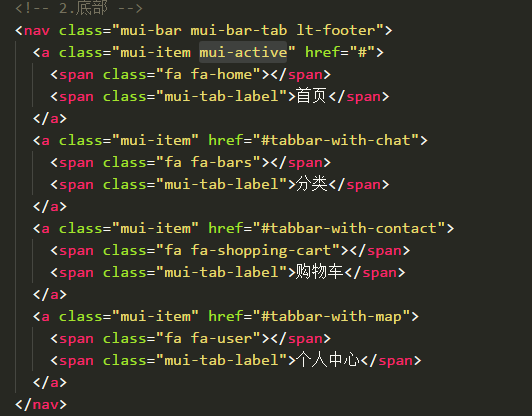 <!-- 2.底部 -->
<nav class="mui-bar mui-bar-tab lt-footer">
<a class="mui-item mui-active" href="#">
<span class="fa fa-home"></span>
<span class="mui-tab-label">首页</span>
</a>
<a class="mui-item" href="#tabbar-with-chat">
<span class="fa fa-bars"></span>
<span class="mui-tab-label">分类</span>
</a>
<a class="mui-item" href="#tabbar-with-contact">
<span class="fa fa-shopping-cart"></span>
<span class="mui-tab-label">购物车</span>
</a>
<a class="mui-item" href="#tabbar-with-map">
<span class="fa fa-user"></span>
<span class="mui-tab-label">个人中心</span>
</a>
</nav>